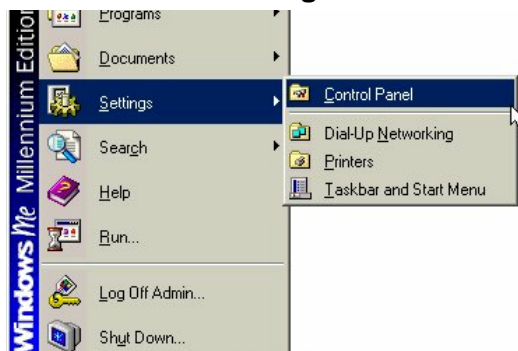 Programs
Documents
Settings
Search
Help
Run...
Log Off Admin...
Shut Down...
Control Panel
Dial-Up Networking
Printers
Taskbar and Start Menu
Windows Me Millennium Edition